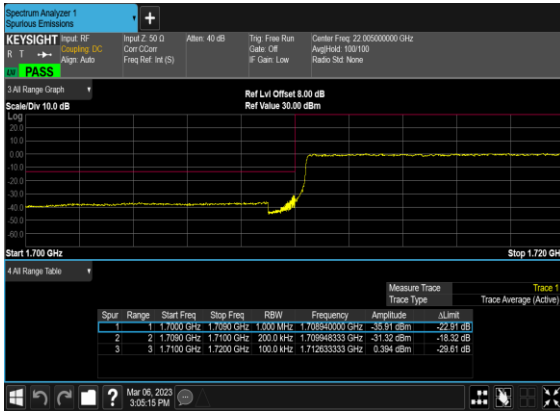 Spectrum Analyzer 1
Spurious Emissions
+
KEYSIGHT Input: RF Input Z: 50 Ω Atten: 40 dB Trig: Free Run Center Freq: 22.005000000 GHz
R T Coupling: DC Corr CCorr Gate: Off Avg|Hold: 100/100
Align: Auto Freq Ref: Int (S) IF Gain: Low Radio Std: None
PASS
3 All Range Graph
Ref Lvl Offset 8.00 dB
Scale/Div 10.0 dB Ref Value 30.00 dBm
Log
20.0
10.0
0.00
-10.0
-20.0
-30.0
-40.0
-50.0
-60.0
Start 1.700 GHz Stop 1.720 GH
4 All Range Table
Measure Trace Trace 1
Trace Type Trace Average (Active)
Spur Range Start Freq Stop Freq RBW Frequency Amplitude ΔLimit
1 1 1.7000 GHz 1.7090 GHz 1.000 MHz 1.708940000 GHz -35.91 dBm -22.91 dB
2 2 1.7090 GHz 1.7100 GHz 200.0 kHz 1.709948333 GHz -31.32 dBm -18.32 dB
3 3 1.7100 GHz 1.7200 GHz 100.0 kHz 1.712633333 GHz 0.394 dBm -29.61 dB
?
Mar 06, 2023
3:05:15 PM